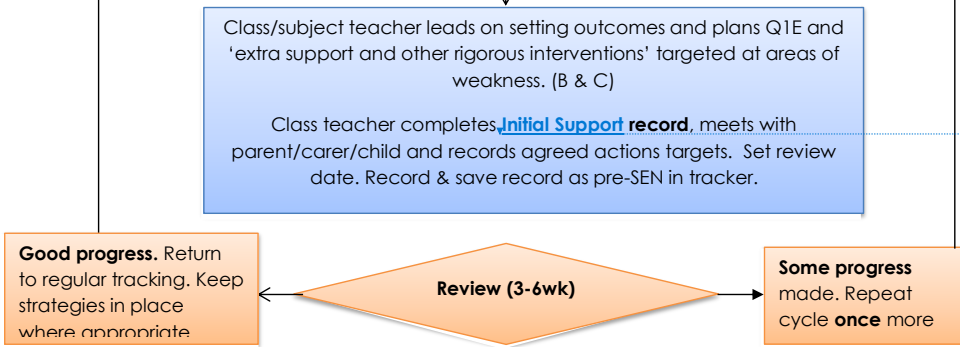 Class/subject teacher leads on setting outcomes and plans Q1E and
‘extra support and other rigorous interventions’ targeted at areas of
weakness. (B & C)
Class teacher completes Initial Support record, meets with
parent/carer/child and records agreed actions targets. Set review
date. Record & save record as pre-SEN in tracker.
Good progress. Return
to regular tracking. Keep
strategies in place
where appropriate
Review (3-6wk)
Some progress
made. Repeat
cycle once more